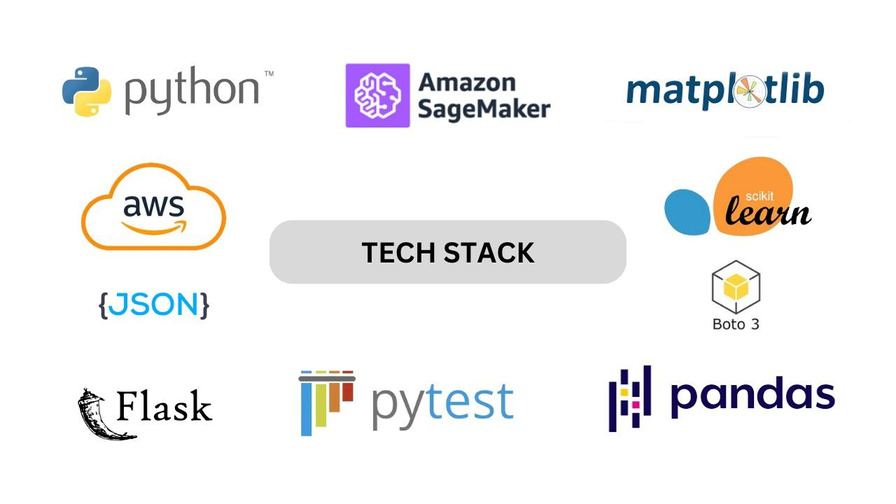 python™
Amazon
SageMaker
matplotlib
aws
scikit
learn
TECH STACK
{JSON}
Boto 3
Flask
pytest
pandas